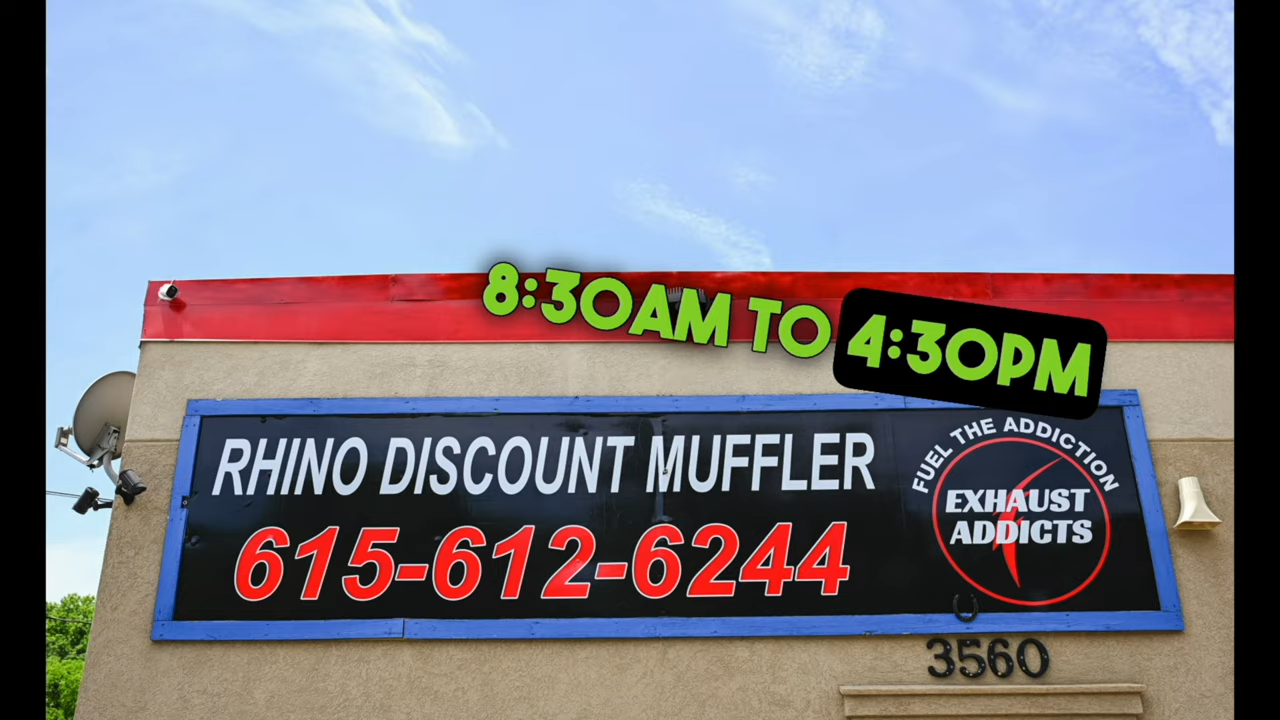 8:30AM TO 4:30PM
RHINO DISCOUNT MUFFLER
615-612-6244
FUEL THE ADDICTION
EXHAUST
ADDICTS
3560